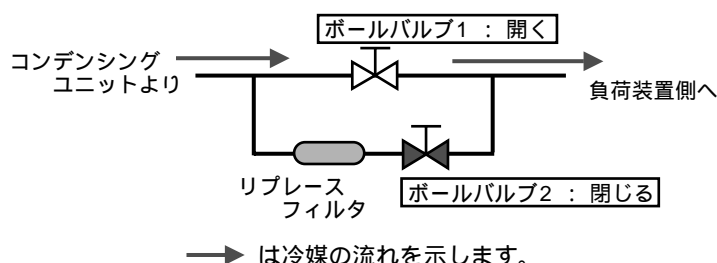 ボールバルブ1 : 開く
コンデンシング
ユニットより
負荷装置側へ
リプレース
フィルタ
ボールバルブ2 : 閉じる
は冷媒の流れを示します。